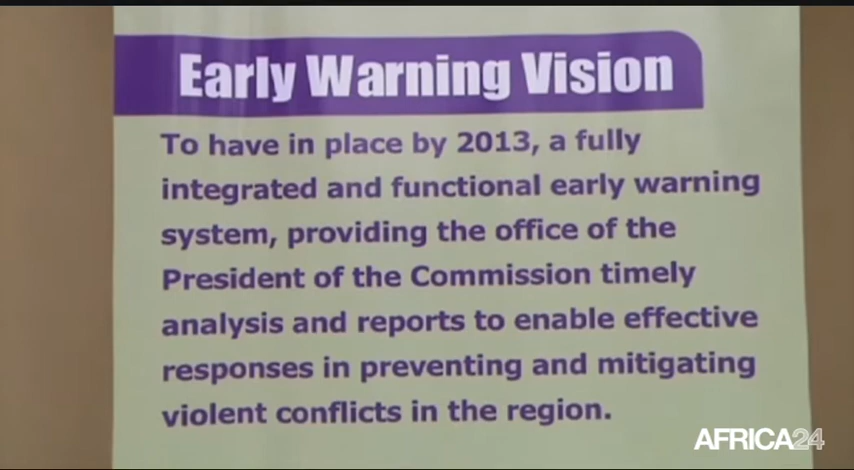 Early Warning Vision
To have in place by 2013, a fully
integrated and functional early warning
system, providing the office of the
President of the Commission timely
analysis and reports to enable effective
responses in preventing and mitigating
violent conflicts in the region.
AFRICA24